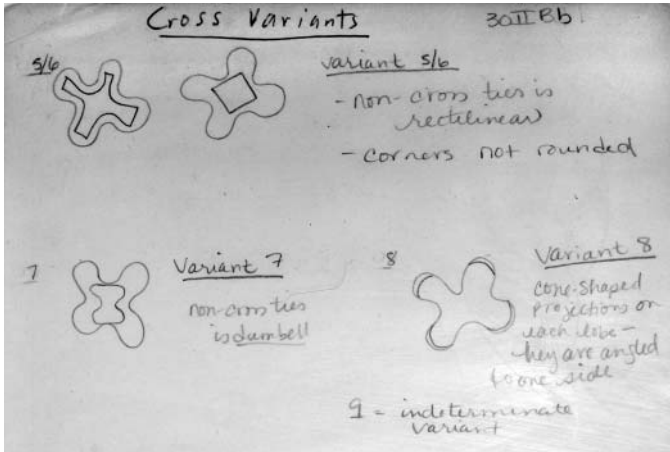 Cross Variants
30IIBb
5/6
variant 5/6
- non-cross ties is
rectilinear
- corners not rounded
7
Variant 7
non-cross ties
is dumbell
8
Variant 8
cone-shaped
projections on
each lobe -
they are angled
to one side
9 = indeterminate
variant